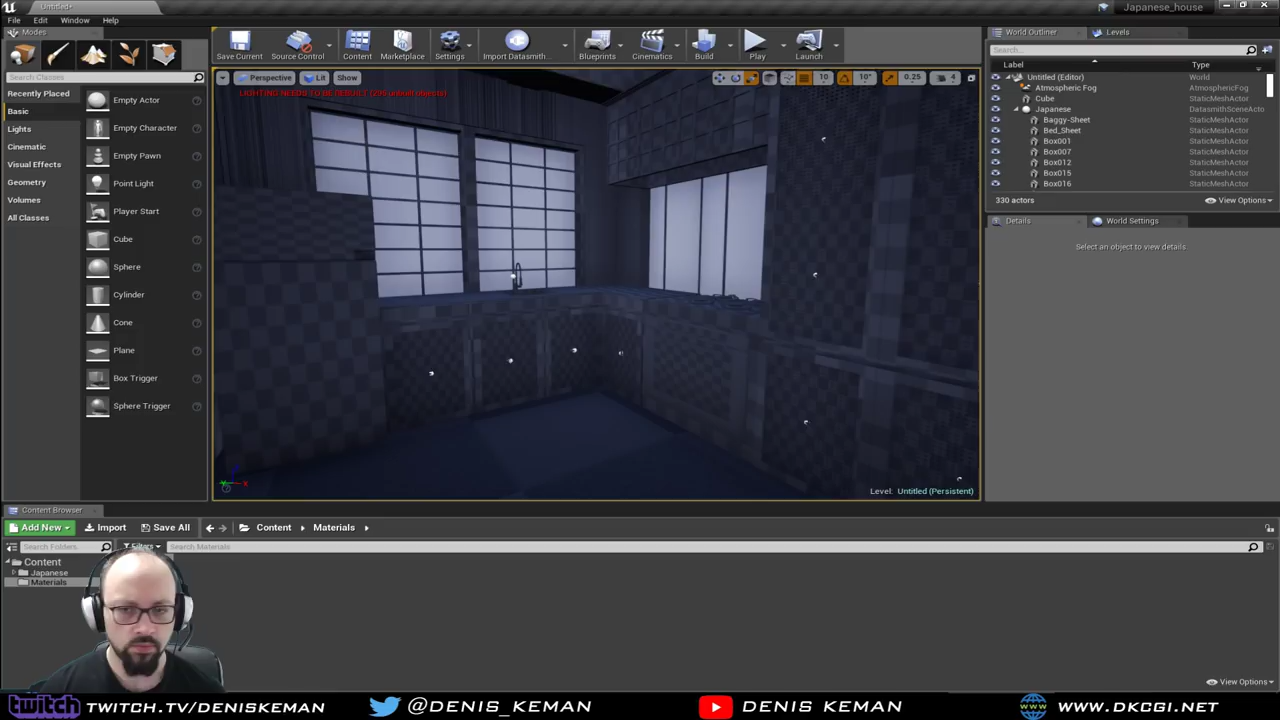 Untitled*
Japanese_house
File Edit Window Help
Modes
Search Classes
Recently Placed
Basic
Lights
Cinematic
Visual Effects
Geometry
Volumes
All Classes
Empty Actor
Empty Character
Empty Pawn
Point Light
Player Start
Cube
Sphere
Cylinder
Cone
Plane
Box Trigger
Sphere Trigger
Save Current Source Control Content Marketplace Settings Import Datasmith... Blueprints Cinematics Build Play Launch
Perspective Lit Show
10 10° 0.25 4
LIGHTING NEEDS TO BE REBUILT (296 unbuilt objects)
Level: Untitled (Persistent)
World Outliner Levels
Search...
Label Type
Untitled (Editor) World
Atmospheric Fog AtmosphericFog
Cube StaticMeshActor
Japanese DatasmithSceneActo
Baggy-Sheet StaticMeshActor
Bed_Sheet StaticMeshActor
Box001 StaticMeshActor
Box007 StaticMeshActor
Box012 StaticMeshActor
Box015 StaticMeshActor
Box016 StaticMeshActor
330 actors View Options
Details World Settings
Select an object to view details.
Content Browser
Add New Import Save All Content Materials
Search Folders Filters Search Materials
Content
Japanese
Materials
View Options
twitch TWITCH.TV/DENISKEMAN @DENIS_KEMAN DENIS KEMAN WWW.DKCGI.NET